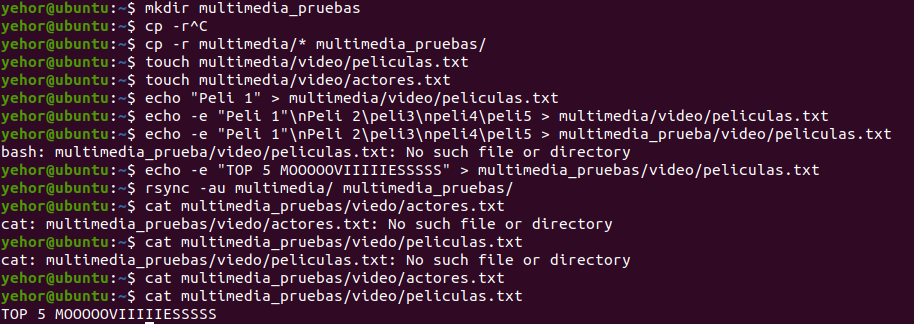 yehor@ubuntu:~$ mkdir multimedia_pruebas
yehor@ubuntu:~$ cp -r^C
yehor@ubuntu:~$ cp -r multimedia/* multimedia_pruebas/
yehor@ubuntu:~$ touch multimedia/video/peliculas.txt
yehor@ubuntu:~$ touch multimedia/video/actores.txt
yehor@ubuntu:~$ echo "Peli 1" > multimedia/video/peliculas.txt
yehor@ubuntu:~$ echo -e "Peli 1"\nPeli 2\peli3\npeli4\peli5 > multimedia/video/peliculas.txt
yehor@ubuntu:~$ echo -e "Peli 1"\nPeli 2\peli3\npeli4\peli5 > multimedia_prueba/video/peliculas.txt
bash: multimedia_prueba/video/peliculas.txt: No such file or directory
yehor@ubuntu:~$ echo -e "TOP 5 MOOOOOVIIIIIESSSSS" > multimedia_pruebas/video/peliculas.txt
yehor@ubuntu:~$ rsync -au multimedia/ multimedia_pruebas/
yehor@ubuntu:~$ cat multimedia_pruebas/viedo/actores.txt
cat: multimedia_pruebas/viedo/actores.txt: No such file or directory
yehor@ubuntu:~$ cat multimedia_pruebas/viedo/peliculas.txt
cat: multimedia_pruebas/viedo/peliculas.txt: No such file or directory
yehor@ubuntu:~$ cat multimedia_pruebas/video/actores.txt
yehor@ubuntu:~$ cat multimedia_pruebas/video/peliculas.txt
TOP 5 MOOOOOVIIIIIESSSSS